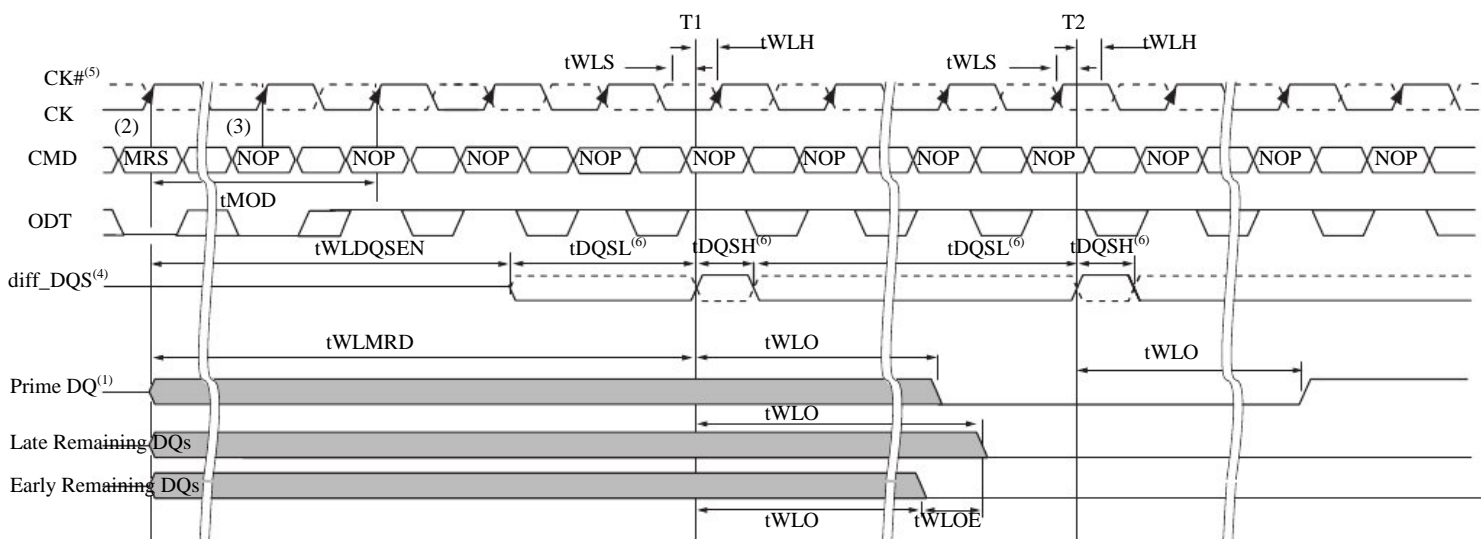 T1 T2
tWLH tWLH
tWLS tWLS
CK#(5)
CK
(2) (3)
CMD MRS NOP NOP NOP NOP NOP NOP NOP NOP NOP NOP NOP
tMOD
ODT
tWLDQSEN tDQSL(6) tDQSH(6) tDQSL(6) tDQSH(6)
diff_DQS(4)
tWLMRD tWLO tWLO
Prime DQ(1)
tWLO
Late Remaining DQs
Early Remaining DQs
tWLO tWLOE